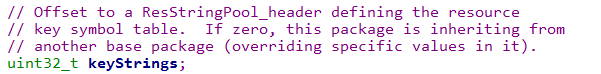 // Offset to a ResStringPool_header defining the resource
// key symbol table.  If zero, this package is inheriting from
// another base package (overriding specific values in it).
uint32_t keyStrings;